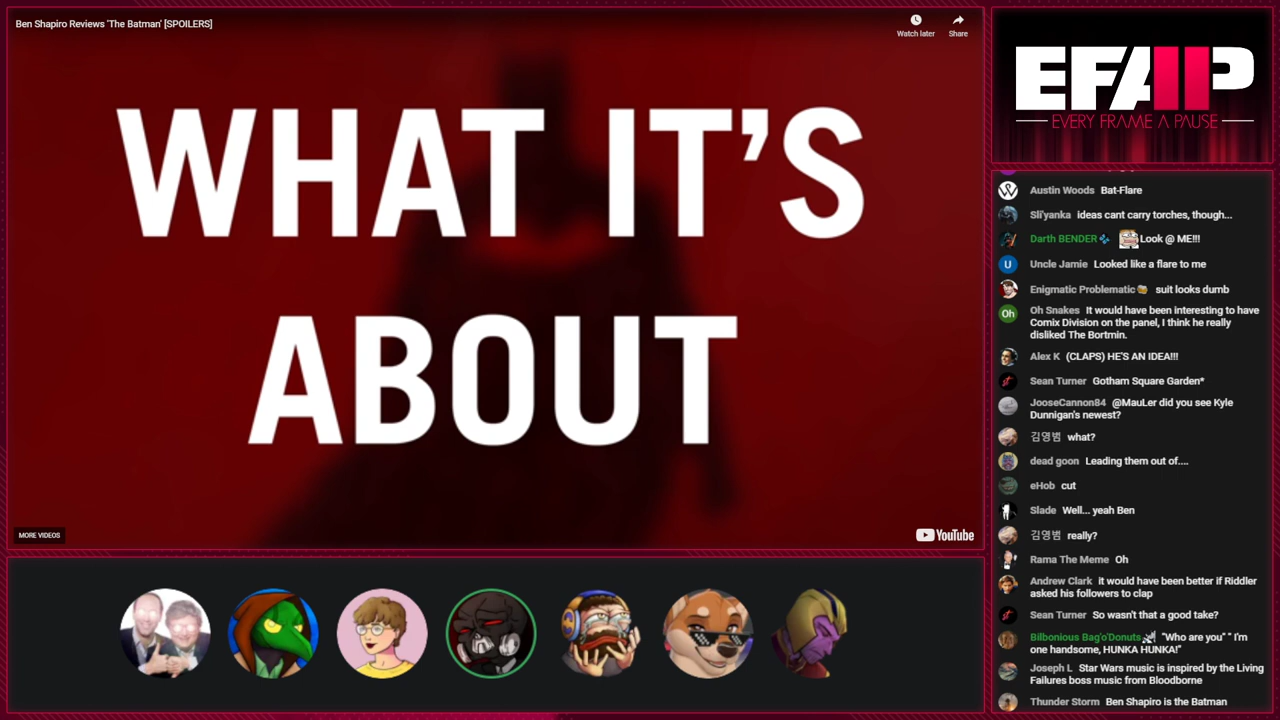 Ben Shapiro Reviews 'The Batman' [SPOILERS]
Watch later
Share
WHAT IT'S
ABOUT
MORE VIDEOS
YouTube
EFAP
EVERY FRAME A PAUSE
Austin Woods Bat-Flare
Sli'yanka ideas cant carry torches, though...
Darth BENDER Look @ ME!!!
U
Uncle Jamie Looked like a flare to me
Enigmatic Problematic suit looks dumb
Oh
Oh Snakes It would have been interesting to have
Comix Division on the panel, I think he really
disliked The Bortmin.
Alex K (CLAPS) HE'S AN IDEA!!!
Sean Turner Gotham Square Garden*
JooseCannon84 @MauLer did you see Kyle
Dunnigan's newest?
김영범 what?
dead goon Leading them out of....
eHob cut
Slade Well... yeah Ben
김영범 really?
Rama The Meme Oh
Andrew Clark it would have been better if Riddler
asked his followers to clap
Sean Turner So wasn't that a good take?
Bilbonious Bag'o'Donuts "Who are you" " I'm
one handsome, HUNKA HUNKA!"
Joseph L Star Wars music is inspired by the Living
Failures boss music from Bloodborne
Thunder Storm Ben Shapiro is the Batman